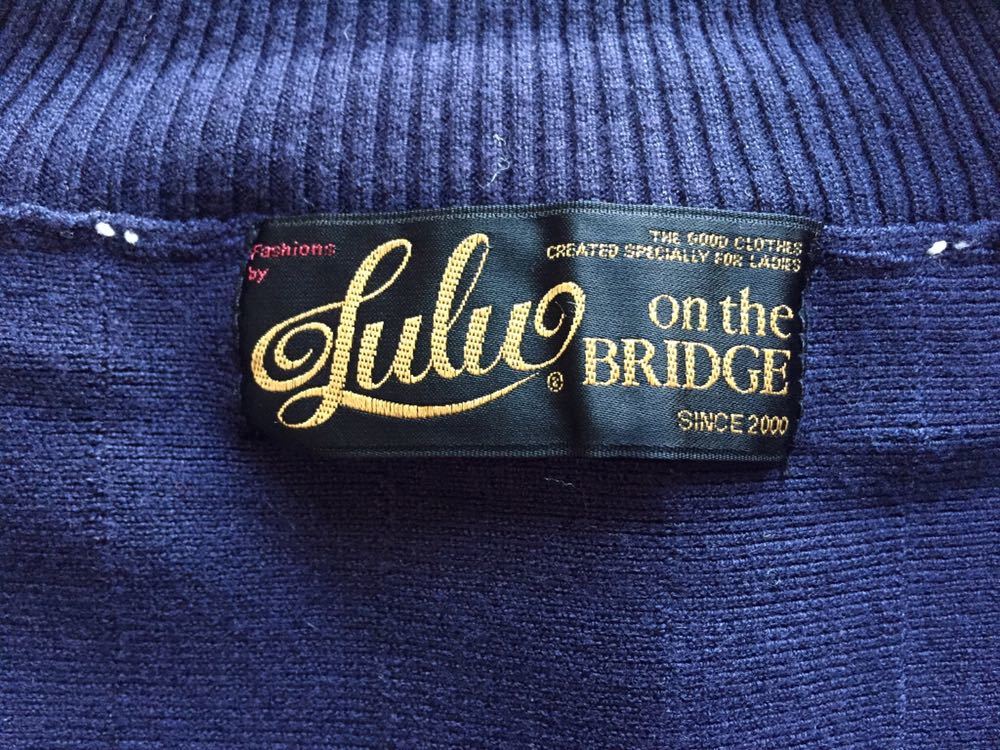 Fashions
by
Lulu
®
THE GOOD CLOTHES
CREATED SPECIALLY FOR LADIES
on the
BRIDGE
SINCE 2000